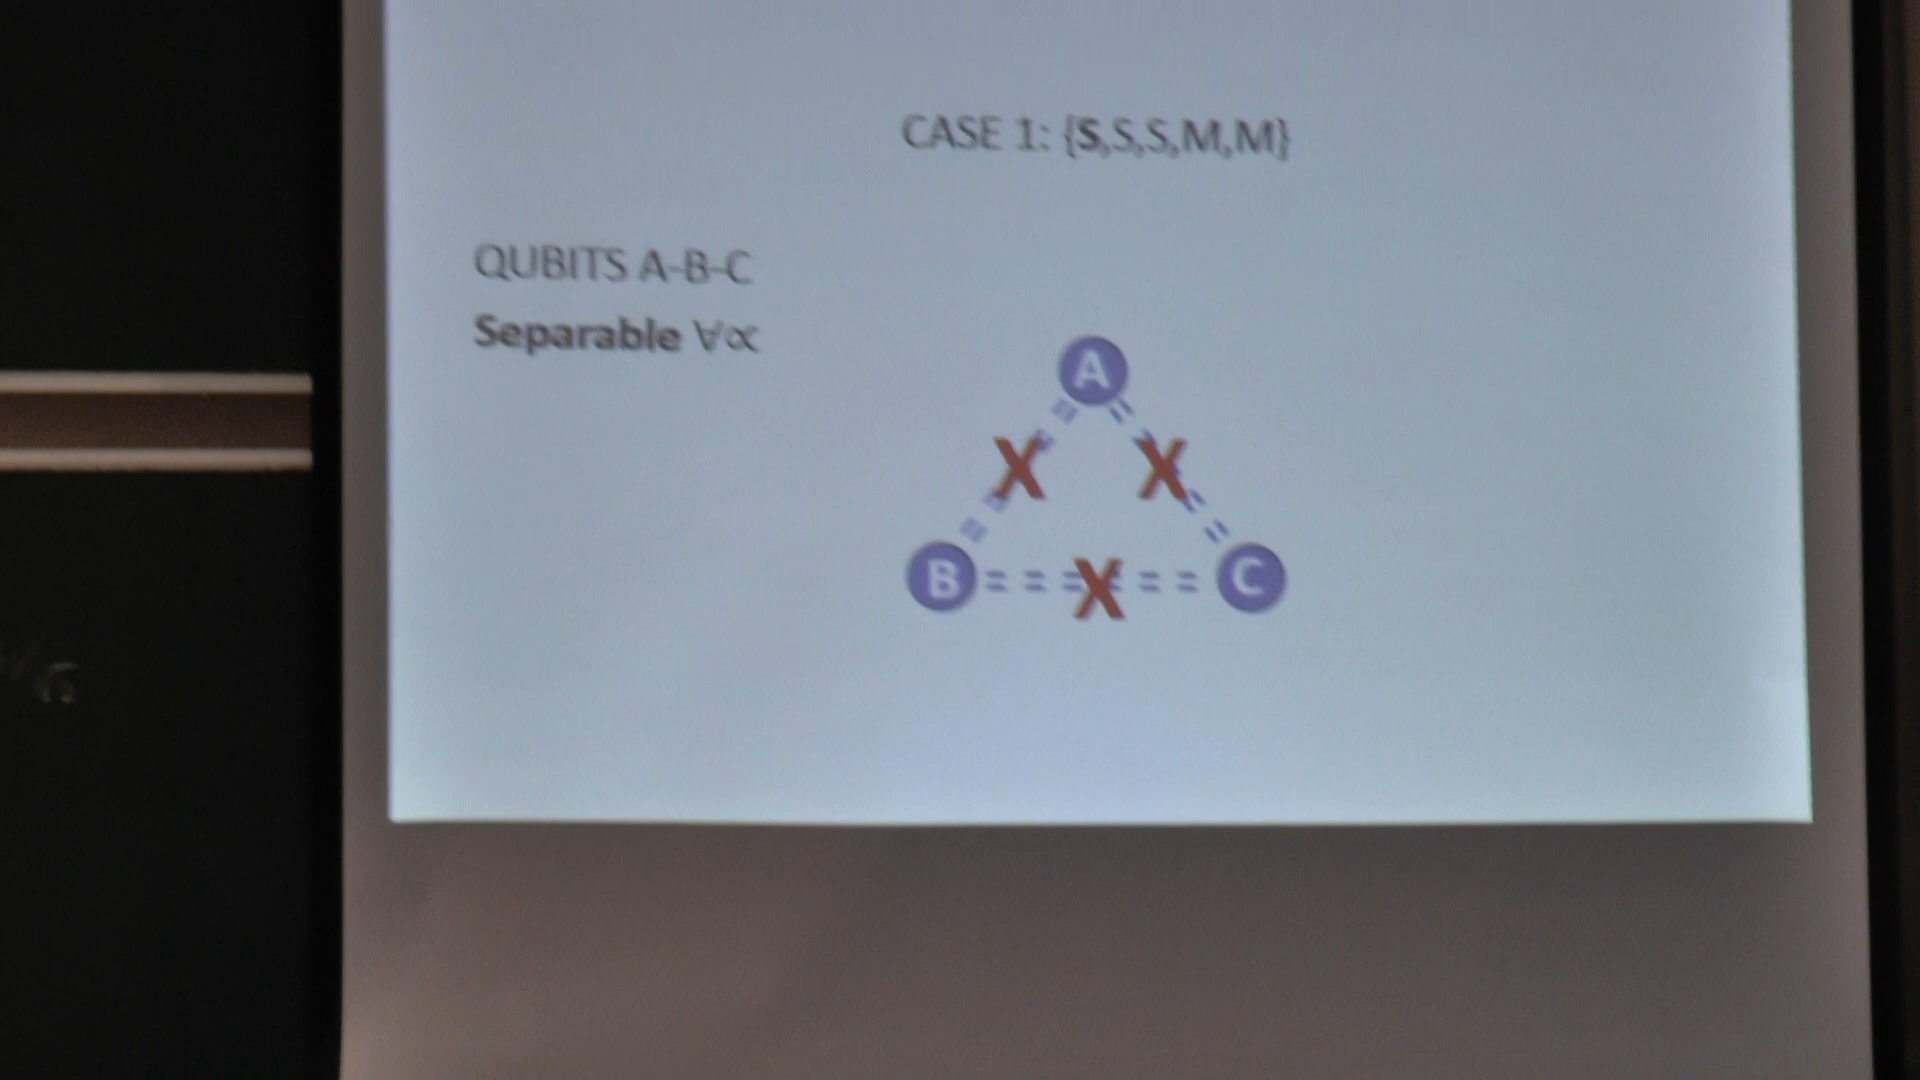 CASE 1: {S,S,S,M,M}
QUBITS A-B-C
Separable ∀∝
A
X X
B X C